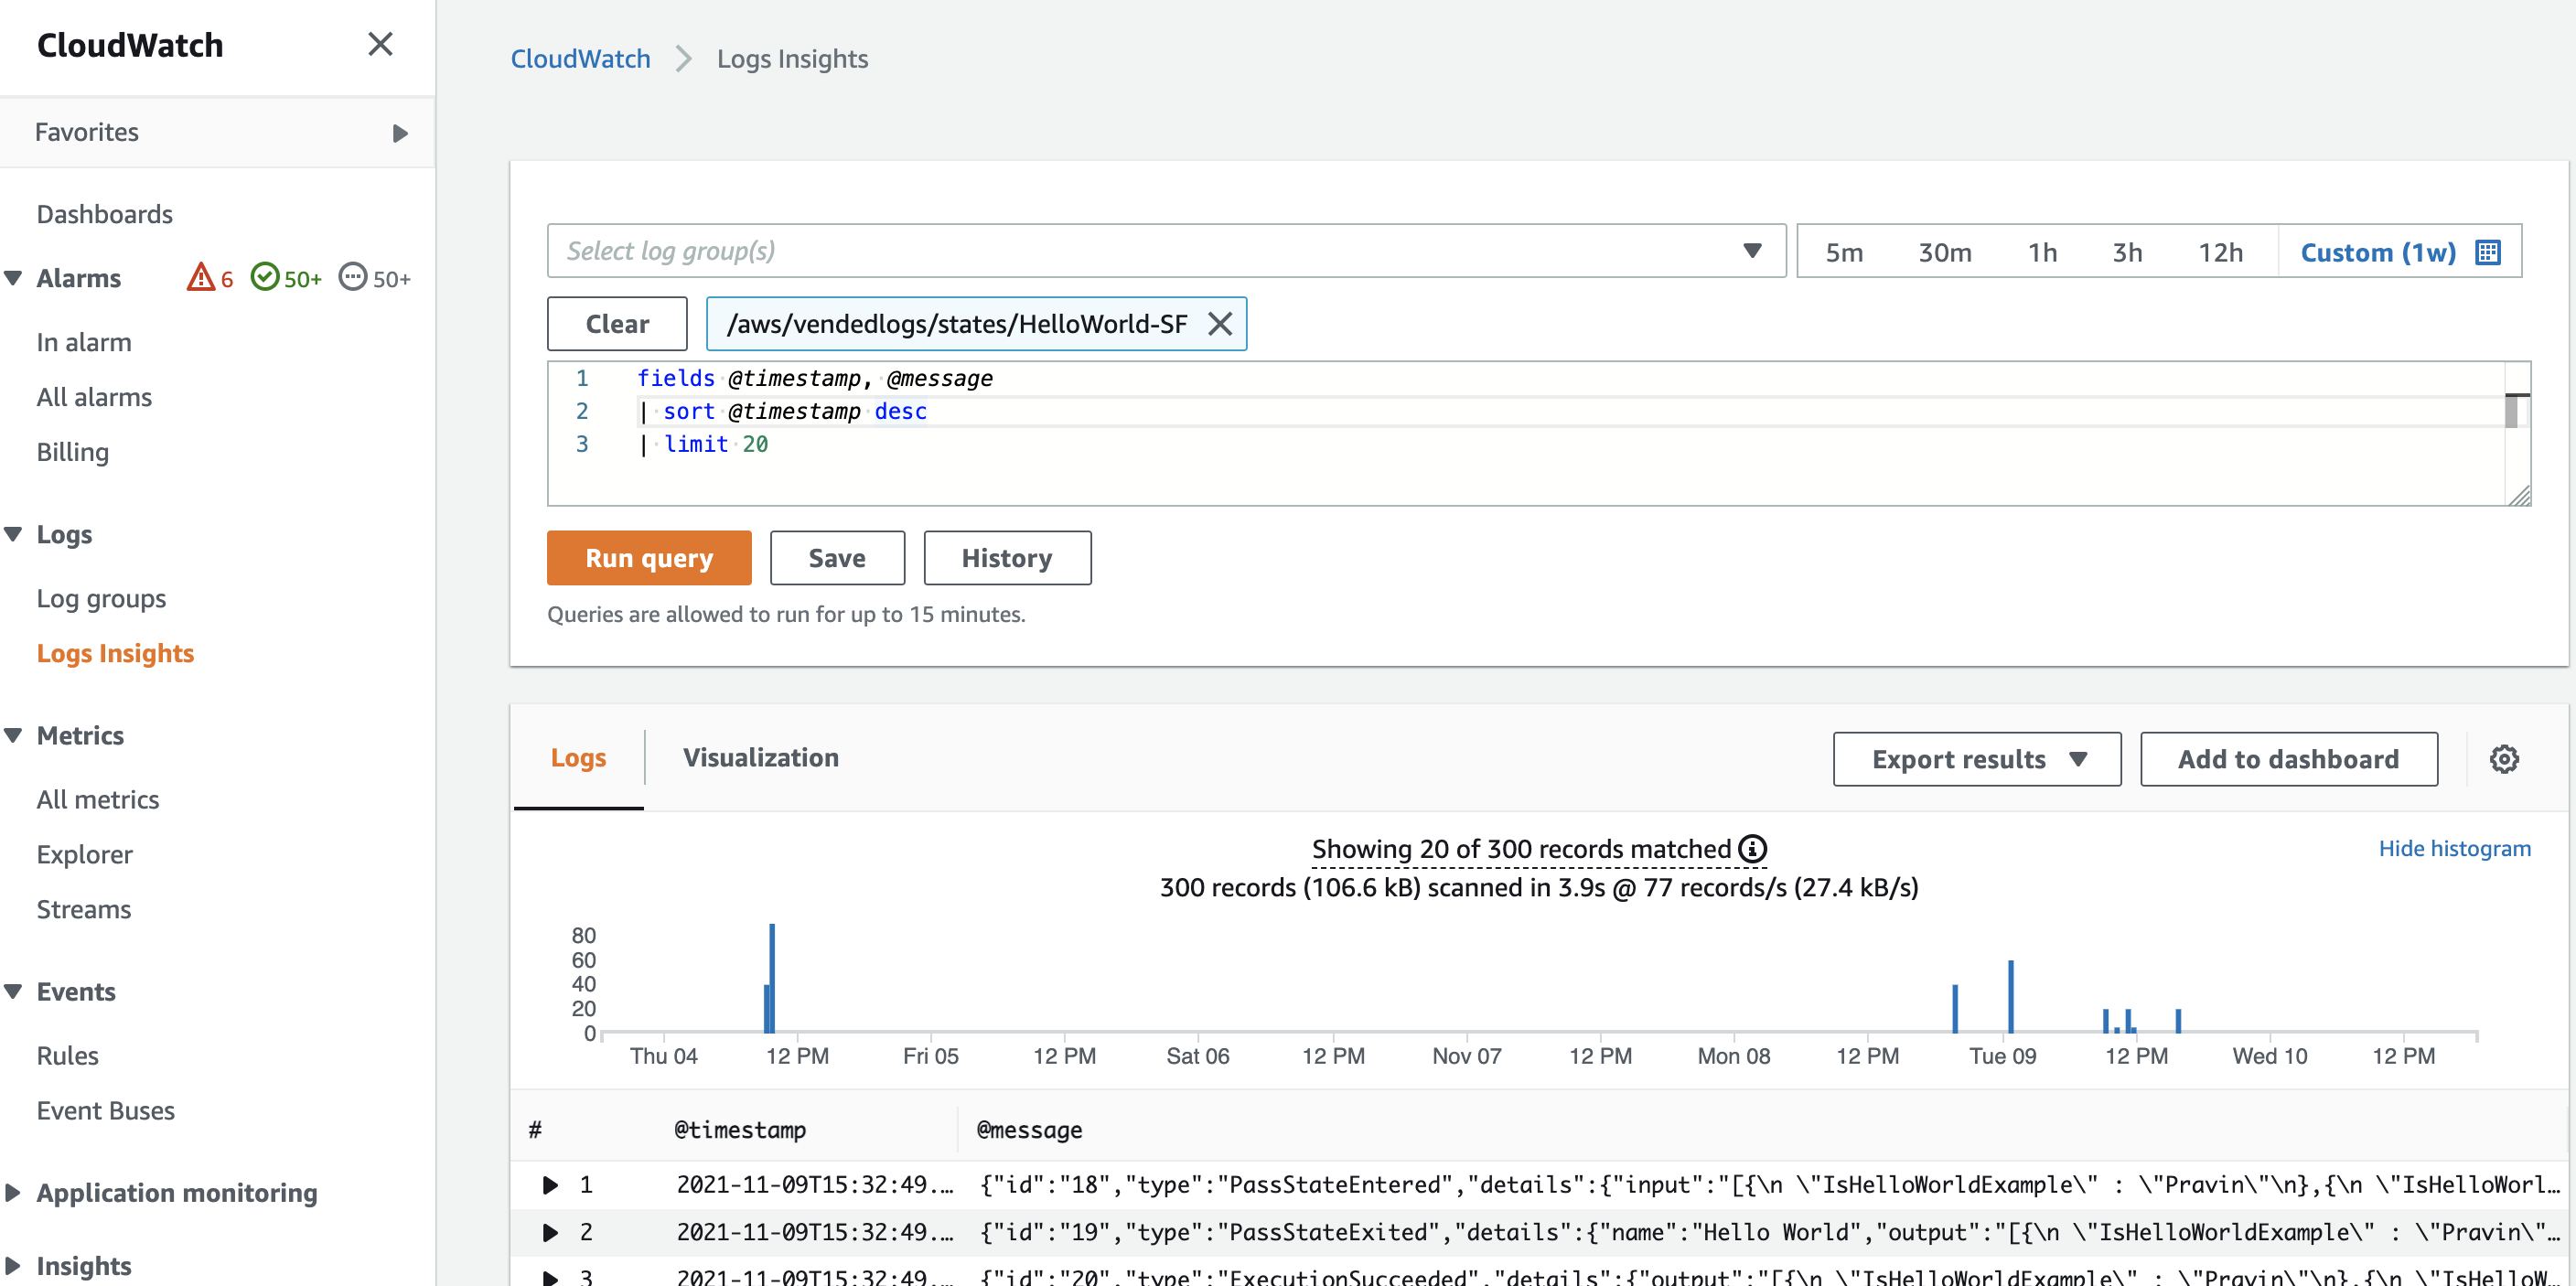 CloudWatch
Favorites
Dashboards
Alarms 6 50+ 50+
In alarm
All alarms
Billing
Logs
Log groups
Logs Insights
Metrics
All metrics
Explorer
Streams
Events
Rules
Event Buses
Application monitoring
Insights
CloudWatch Logs Insights
Select log group(s)
5m 30m 1h 3h 12h Custom (1w)
Clear /aws/vendedlogs/states/HelloWorld-SF
1 fields @timestamp, @message
2 | sort @timestamp desc
3 | limit 20
Run query Save History
Queries are allowed to run for up to 15 minutes.
Logs Visualization Export results Add to dashboard
Showing 20 of 300 records matched
Hide histogram
300 records (106.6 kB) scanned in 3.9s @ 77 records/s (27.4 kB/s)
80
60
40
20
0
Thu 04 12 PM Fri 05 12 PM Sat 06 12 PM Nov 07 12 PM Mon 08 12 PM Tue 09 12 PM Wed 10 12 PM
# @timestamp @message
1 2021-11-09T15:32:49.… {"id":"18","type":"PassStateEntered","details":{"input":"[{\n \"IsHelloWorldExample\" : \"Pravin\"\n},{\n \"IsHelloWorl…
2 2021-11-09T15:32:49.… {"id":"19","type":"PassStateExited","details":{"name":"Hello World","output":"[{\n \"IsHelloWorldExample\" : \"Pravin\"…
3 2021-11-09T15:32:49.… {"id":"20","type":"ExecutionSucceeded","details":{"output":"[{\n \"IsHelloWorldExample\" : \"Pravin\"\n},{\n \"IsHelloW…